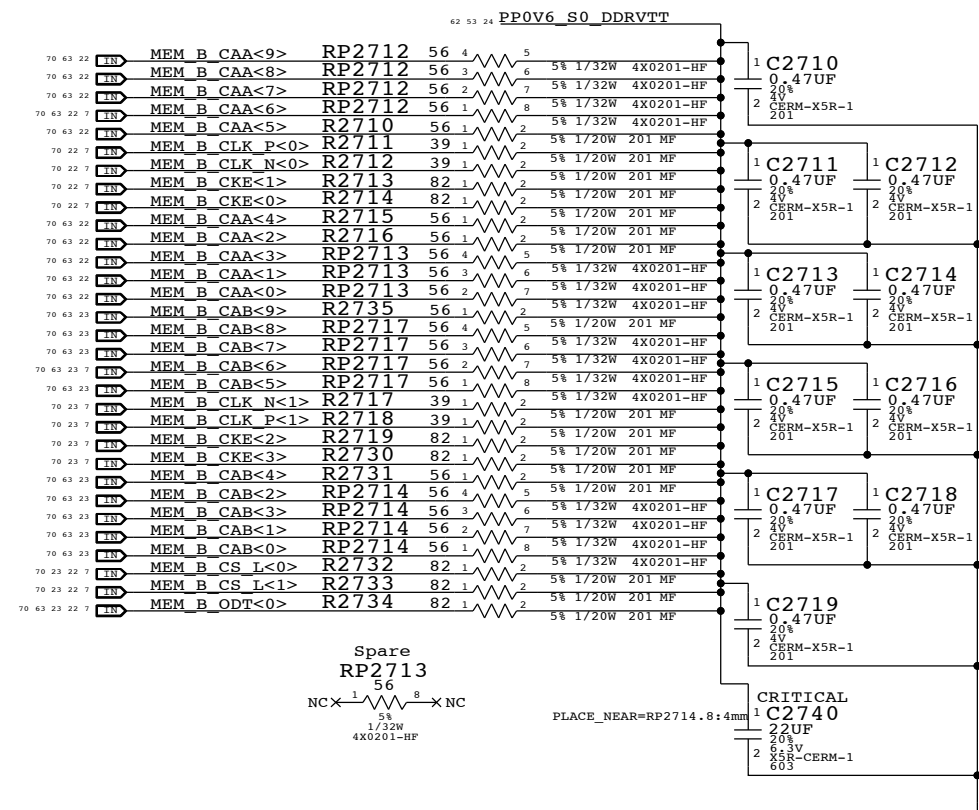 62 53 24 PP0V6_S0_DDRVTT
70 63 22 IN MEM_B_CAA<9> RP2712 56 4 5 5% 1/32W 4X0201-HF
70 63 22 IN MEM_B_CAA<8> RP2712 56 3 6 5% 1/32W 4X0201-HF
70 63 22 IN MEM_B_CAA<7> RP2712 56 2 7 5% 1/32W 4X0201-HF
70 63 22 7 IN MEM_B_CAA<6> RP2712 56 1 8 5% 1/32W 4X0201-HF
70 63 22 IN MEM_B_CAA<5> R2710 56 1 2 5% 1/20W 201 MF
70 22 7 IN MEM_B_CLK_P<0> R2711 39 1 2 5% 1/20W 201 MF
70 22 7 IN MEM_B_CLK_N<0> R2712 39 1 2 5% 1/20W 201 MF
70 22 7 IN MEM_B_CKE<1> R2713 82 1 2 5% 1/20W 201 MF
70 22 7 IN MEM_B_CKE<0> R2714 82 1 2 5% 1/20W 201 MF
70 63 22 IN MEM_B_CAA<4> R2715 56 1 2 5% 1/20W 201 MF
70 63 22 IN MEM_B_CAA<2> R2716 56 1 2 5% 1/20W 201 MF
70 63 22 IN MEM_B_CAA<3> RP2713 56 4 5 5% 1/32W 4X0201-HF
70 63 22 IN MEM_B_CAA<1> RP2713 56 3 6 5% 1/32W 4X0201-HF
70 63 22 IN MEM_B_CAA<0> RP2713 56 2 7 5% 1/32W 4X0201-HF
70 63 23 IN MEM_B_CAB<9> R2735 56 1 2 5% 1/20W 201 MF
70 63 23 IN MEM_B_CAB<8> RP2717 56 4 5 5% 1/32W 4X0201-HF
70 63 23 IN MEM_B_CAB<7> RP2717 56 3 6 5% 1/32W 4X0201-HF
70 63 23 7 IN MEM_B_CAB<6> RP2717 56 2 7 5% 1/32W 4X0201-HF
70 63 23 IN MEM_B_CAB<5> RP2717 56 1 8 5% 1/32W 4X0201-HF
70 23 7 IN MEM_B_CLK_N<1> R2717 39 1 2 5% 1/20W 201 MF
70 23 7 IN MEM_B_CLK_P<1> R2718 39 1 2 5% 1/20W 201 MF
70 23 7 IN MEM_B_CKE<2> R2719 82 1 2 5% 1/20W 201 MF
70 23 7 IN MEM_B_CKE<3> R2730 82 1 2 5% 1/20W 201 MF
70 63 23 IN MEM_B_CAB<4> R2731 56 1 2 5% 1/20W 201 MF
70 63 23 IN MEM_B_CAB<2> RP2714 56 4 5 5% 1/32W 4X0201-HF
70 63 23 IN MEM_B_CAB<3> RP2714 56 3 6 5% 1/32W 4X0201-HF
70 63 23 IN MEM_B_CAB<1> RP2714 56 2 7 5% 1/32W 4X0201-HF
70 63 23 IN MEM_B_CAB<0> RP2714 56 1 8 5% 1/32W 4X0201-HF
70 23 22 7 IN MEM_B_CS_L<0> R2732 82 1 2 5% 1/20W 201 MF
70 23 22 7 IN MEM_B_CS_L<1> R2733 82 1 2 5% 1/20W 201 MF
70 63 23 22 7 IN MEM_B_ODT<0> R2734 82 1 2 5% 1/20W 201 MF
1 C2710
0.47UF
20%
4V
2 CERM-X5R-1
201
1 C2711
0.47UF
20%
4V
2 CERM-X5R-1
201
1 C2712
0.47UF
20%
4V
2 CERM-X5R-1
201
1 C2713
0.47UF
20%
4V
2 CERM-X5R-1
201
1 C2714
0.47UF
20%
4V
2 CERM-X5R-1
201
1 C2715
0.47UF
20%
4V
2 CERM-X5R-1
201
1 C2716
0.47UF
20%
4V
2 CERM-X5R-1
201
1 C2717
0.47UF
20%
4V
2 CERM-X5R-1
201
1 C2718
0.47UF
20%
4V
2 CERM-X5R-1
201
1 C2719
0.47UF
20%
4V
2 CERM-X5R-1
201
Spare
RP2713
56
NC 1 8 NC
5%
1/32W
4X0201-HF
CRITICAL
PLACE_NEAR=RP2714.8:4mm 1 C2740
22UF
20%
6.3V
2 X5R-CERM-1
603